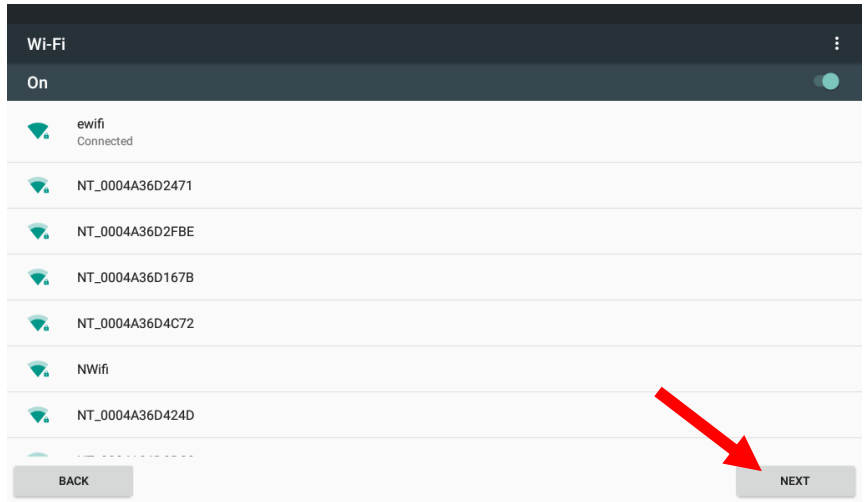 Wi-Fi
On
ewifi
Connected
NT_0004A36D2471
NT_0004A36D2FBE
NT_0004A36D167B
NT_0004A36D4C72
NWifi
NT_0004A36D424D
BACK
NEXT